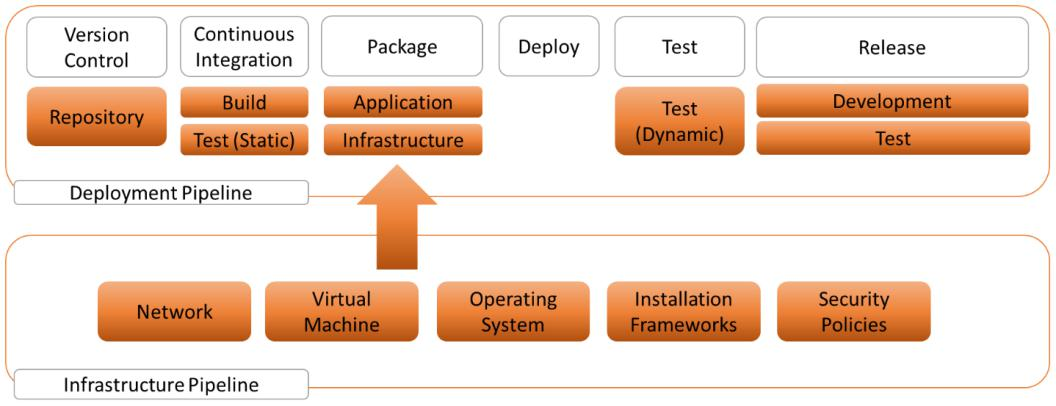 Version
Control
Continuous
Integration
Package
Deploy
Test
Release
Repository
Build
Test (Static)
Application
Infrastructure
Test
(Dynamic)
Development
Test
Deployment Pipeline
Network
Virtual
Machine
Operating
System
Installation
Frameworks
Security
Policies
Infrastructure Pipeline